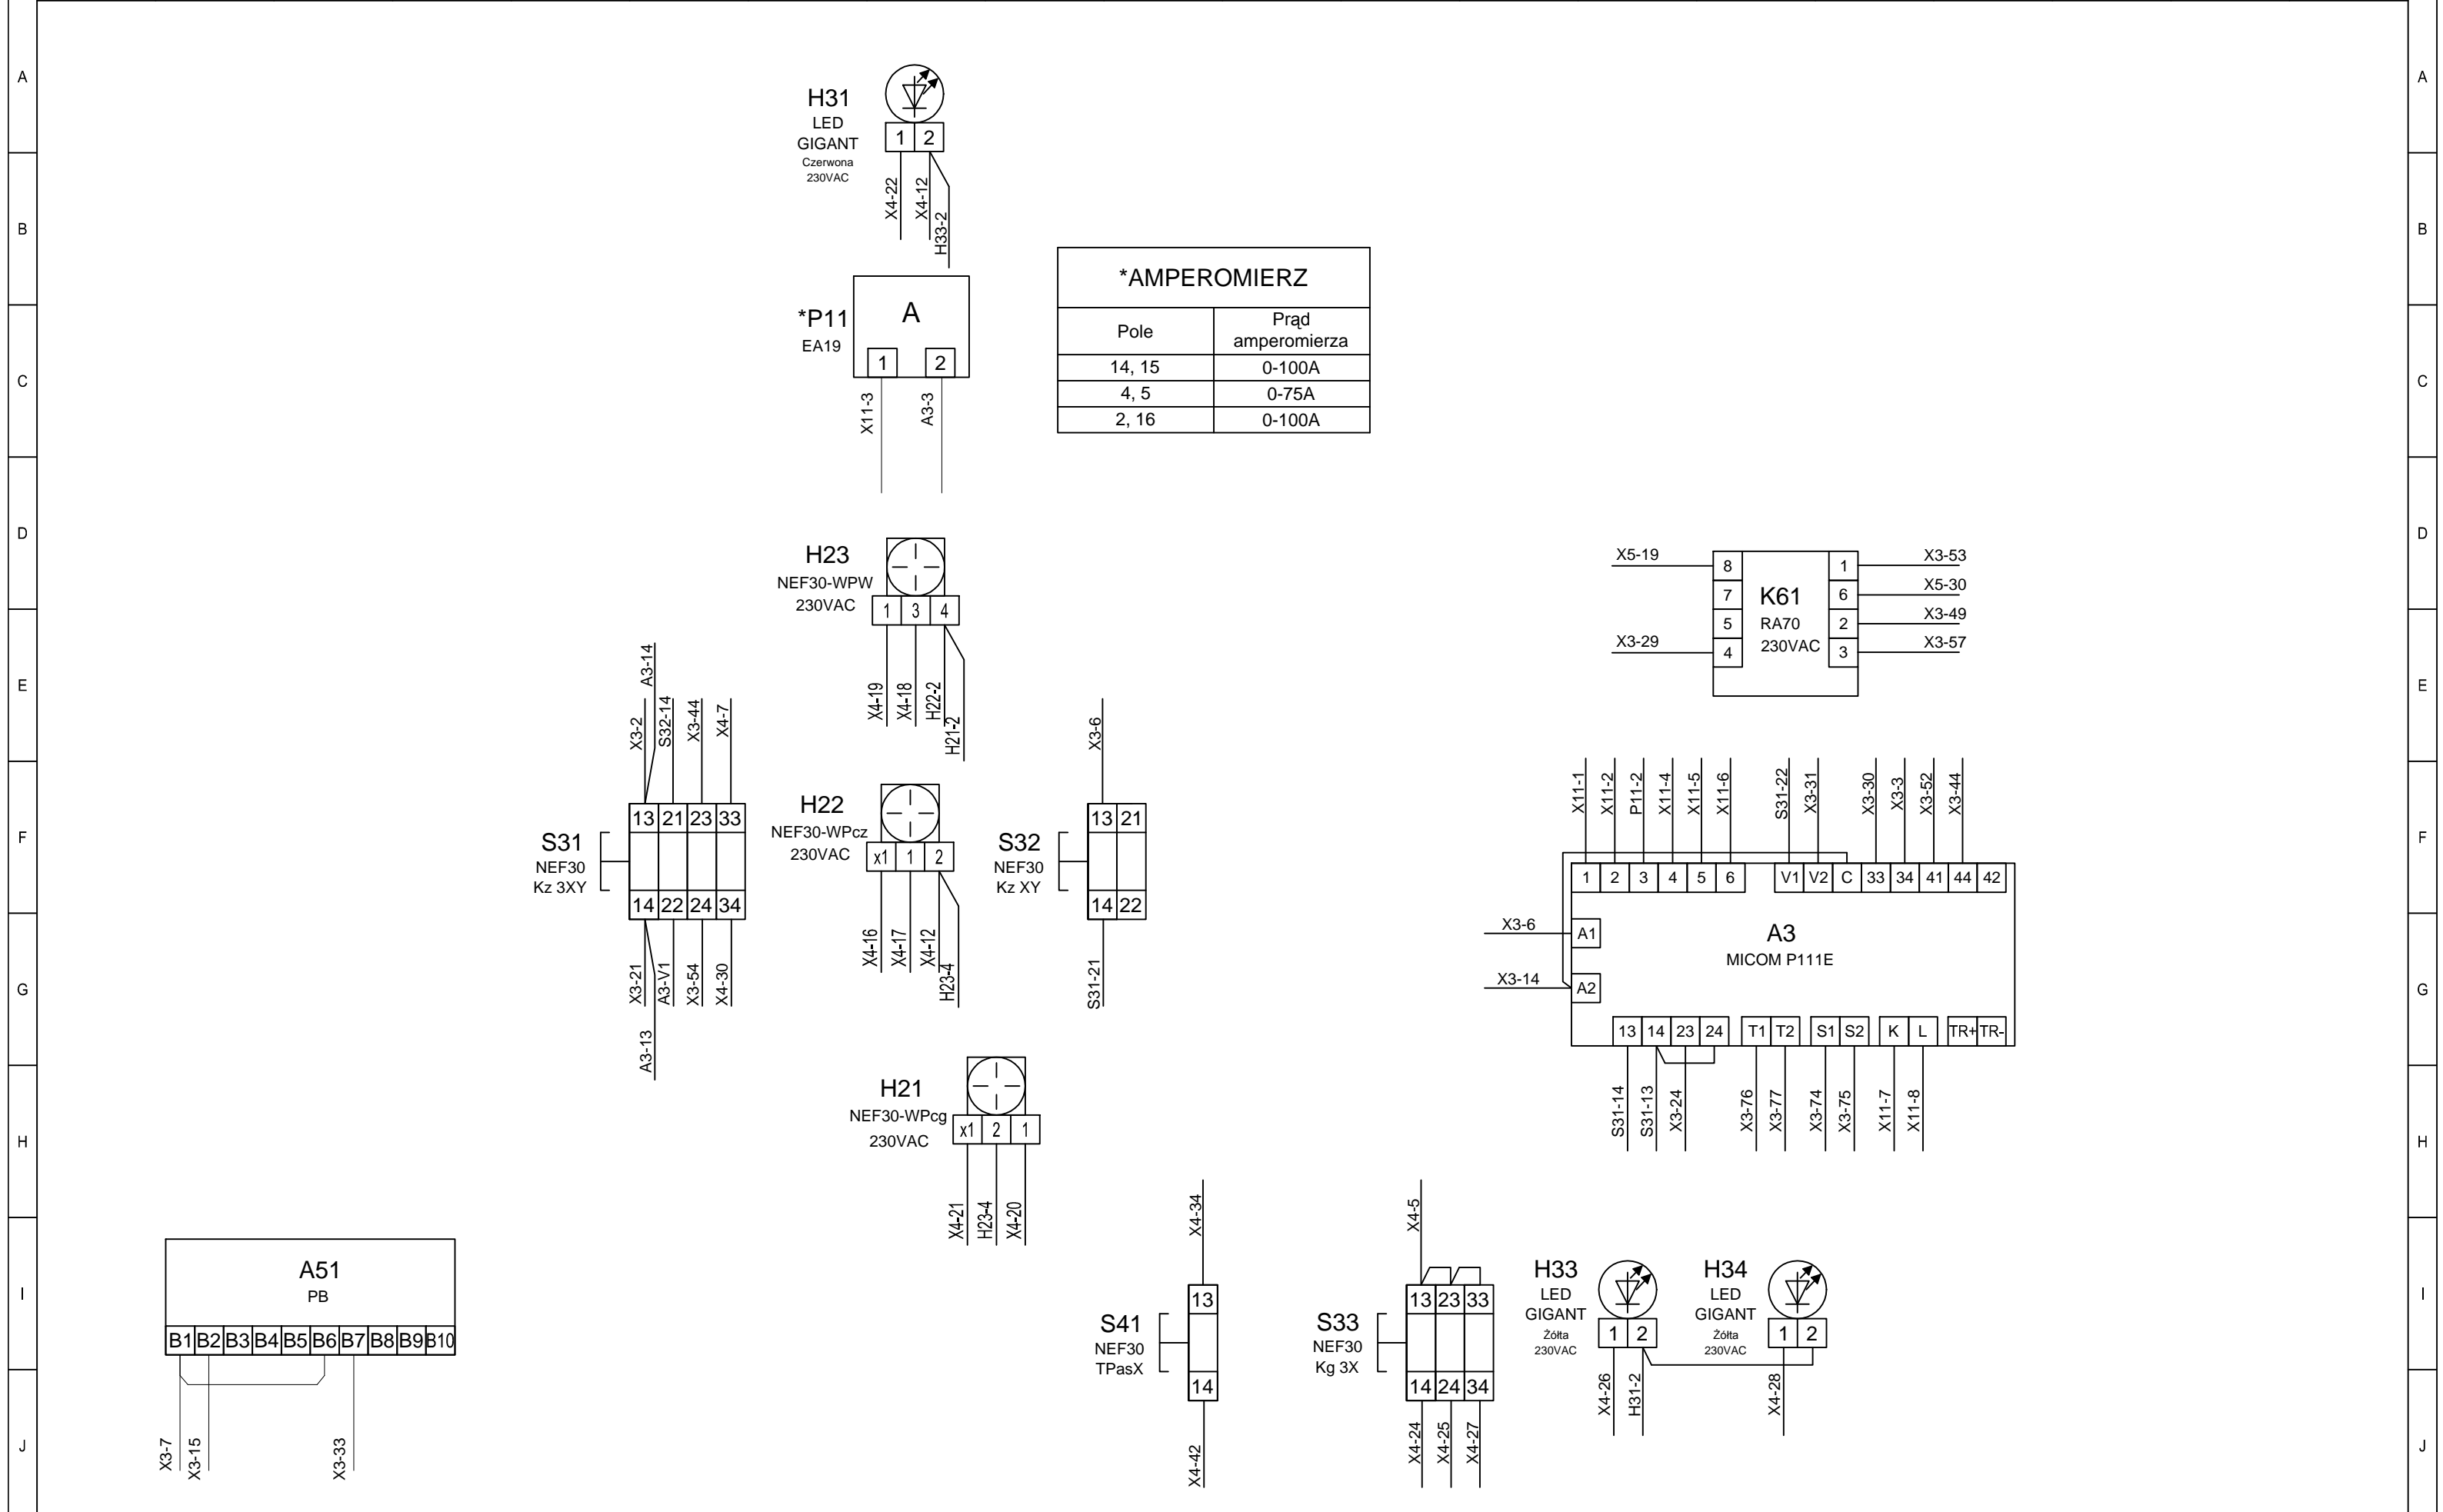 A
A
B
B
C
C
D
D
E
E
F
F
G
G
H
H
I
I
J
J
H31
LED
GIGANT
Czerwona
230VAC
1 2
X4-22
X4-12
H33-2
*P11
EA19
A
1 2
X11-3
A3-3
*AMPEROMIERZ
Pole
Prąd
amperomierza
14, 15 0-100A
4, 5 0-75A
2, 16 0-100A
H23
NEF30-WPW
230VAC
1 3 4
X4-19
X4-18
H22-2
H21-2
K61
RA70
230VAC
X5-19 8
7
5
X3-29 4
1 X3-53
6 X5-30
2 X3-49
3 X3-57
S31
NEF30
Kz 3XY
X3-2
A3-14
S32-14
X3-44
X4-7
13 21 23 33
14 22 24 34
X3-21
A3-13
A3-V1
X3-54
X4-30
H22
NEF30-WPcz
230VAC
x1 1 2
X4-16
X4-17
X4-12
H23-4
S32
NEF30
Kz XY
X3-6
13 21
14 22
S31-21
A3
MICOM P111E
X11-1
X11-2
P11-2
X11-4
X11-5
X11-6
S31-22
X3-31
X3-30
X3-3
X3-52
X3-44
1 2 3 4 5 6 V1 V2 C 33 34 41 44 42
X3-6 A1
X3-14 A2
13 14 23 24 T1 T2 S1 S2 K L TR+ TR-
S31-14
S31-13
X3-24
X3-76
X3-77
X3-74
X3-75
X11-7
X11-8
H21
NEF30-WPcg
230VAC
x1 2 1
X4-21
H23-4
X4-20
A51
PB
B1 B2 B3 B4 B5 B6 B7 B8 B9 B10
X3-7
X3-15
X3-33
S41
NEF30
TPasX
X4-34
13
14
X4-42
S33
NEF30
Kg 3X
X4-5
13 23 33
14 24 34
X4-24
X4-25
X4-27
H33
LED
GIGANT
Żółta
230VAC
1 2
X4-26
H31-2
H34
LED
GIGANT
Żółta
230VAC
1 2
X4-28